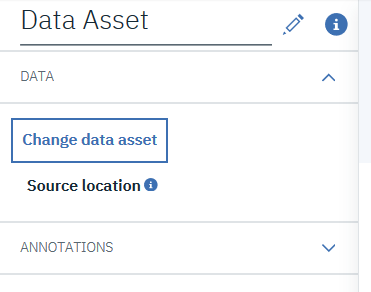 Data Asset
DATA
Change data asset
Source location
ANNOTATIONS